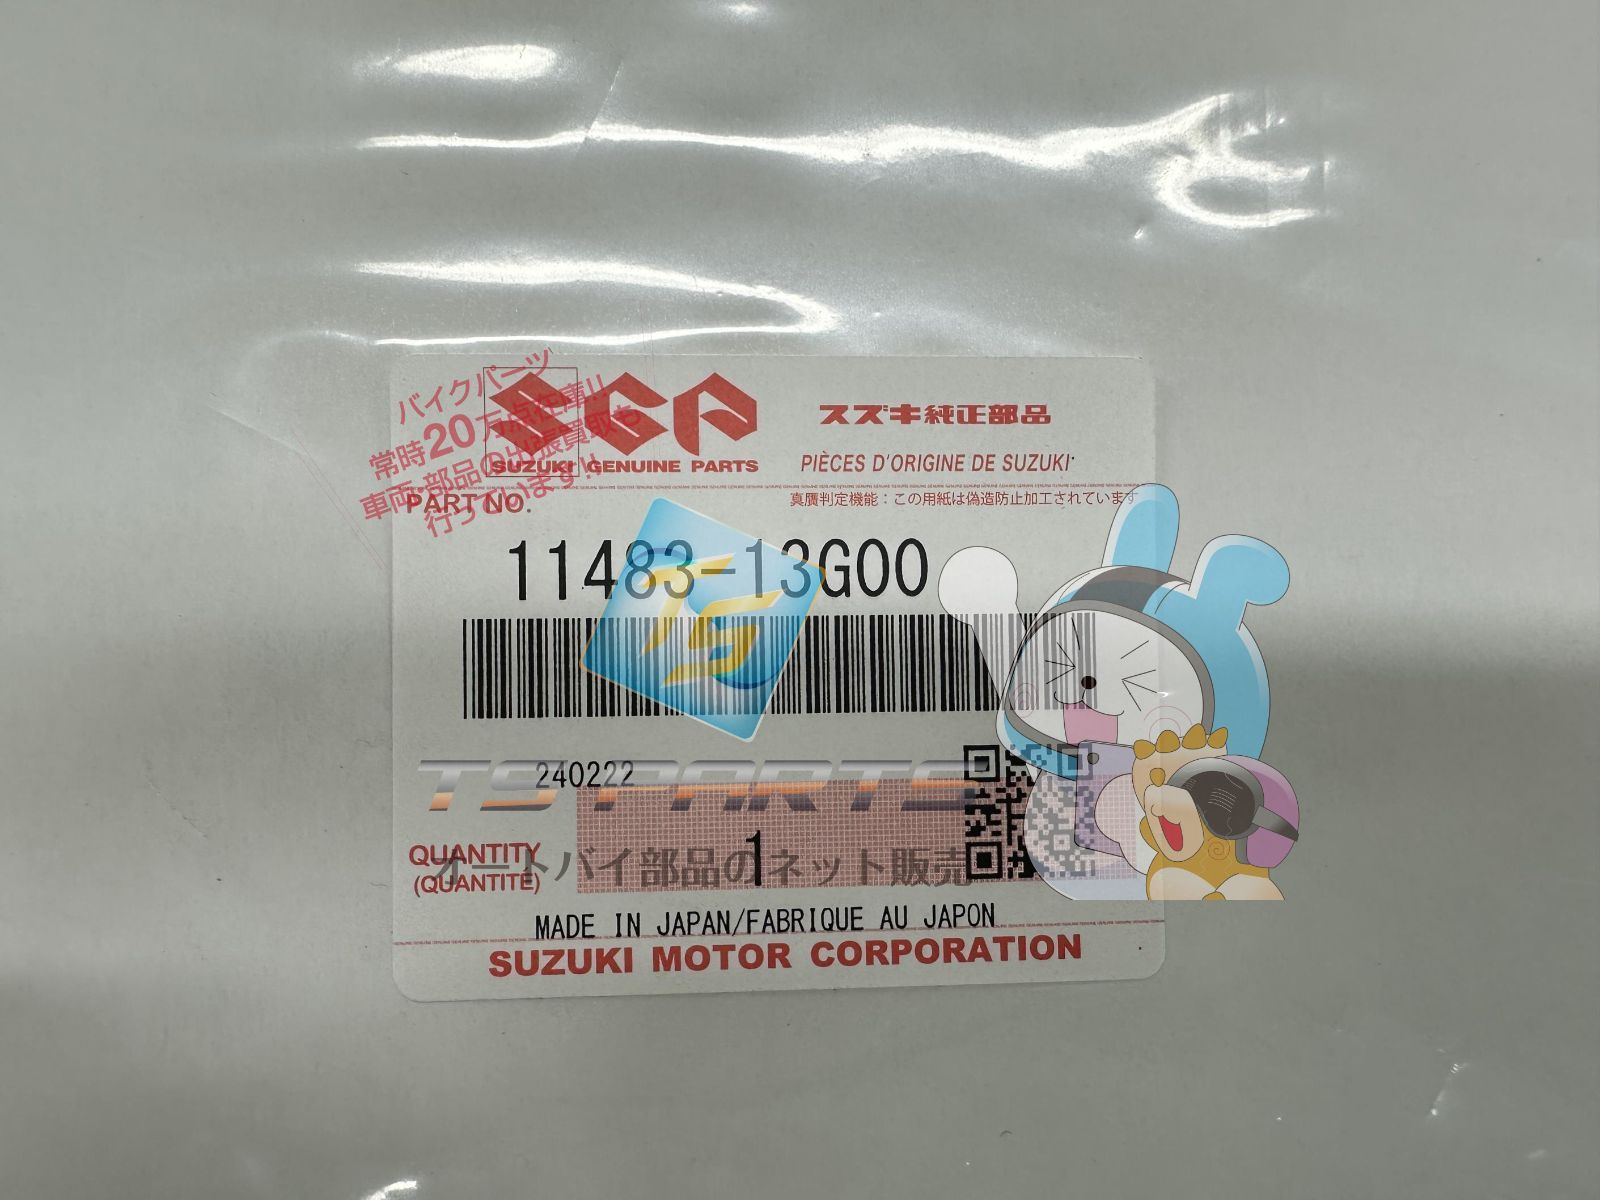 バイクパーツ
常時20万点在庫!!
車両・部品の出張買取も
行っています!!
SGP
SUZUKI GENUINE PARTS
スズキ純正部品
PIÈCES D'ORIGINE DE SUZUKI
PART NO.
真贋判定機能：この用紙は偽造防止加工されています
11483-13G00
TS
240222
TS PARTS
QUANTITY
(QUANTITE)
1
オートバイ部品のネット販売
MADE IN JAPAN/FABRIQUE AU JAPON
SUZUKI MOTOR CORPORATION